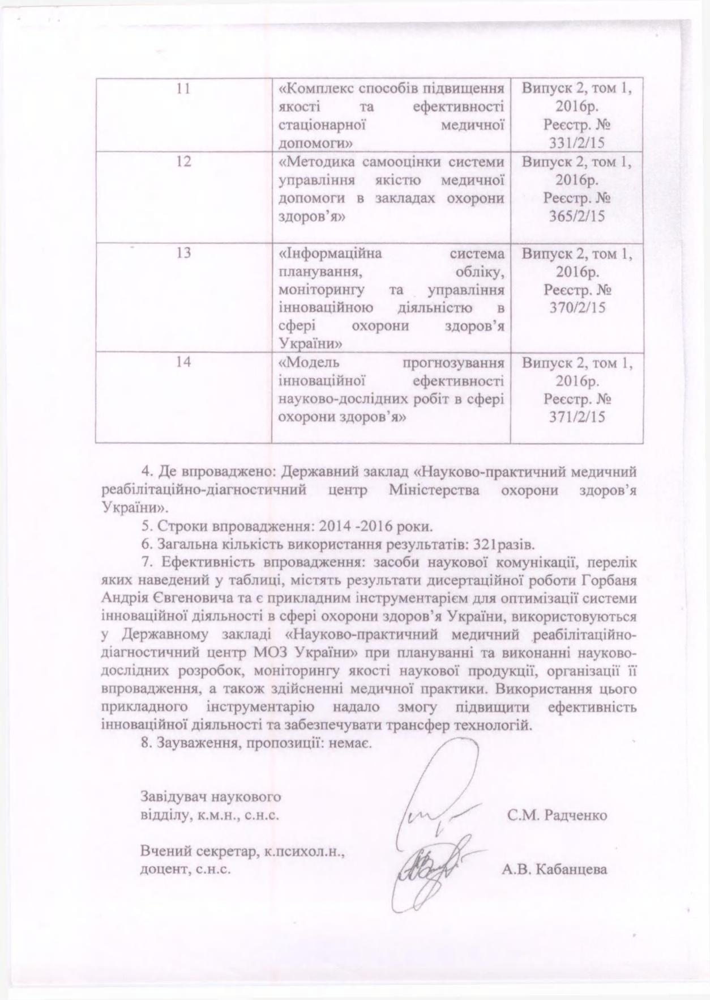 11
«Комплекс способів підвищення
якості та ефективності
стаціонарної медичної
допомоги»
Випуск 2, том 1,
2016р.
Реєстр. №
331/2/15
12
«Методика самооцінки системи
управління якістю медичної
допомоги в закладах охорони
здоров’я»
Випуск 2, том 1,
2016р.
Реєстр. №
365/2/15
13
«Інформаційна система
планування, обліку,
моніторингу та управління
інноваційною діяльністю в
сфері охорони здоров’я
України»
Випуск 2, том 1,
2016р.
Реєстр. №
370/2/15
14
«Модель прогнозування
інноваційної ефективності
науково-дослідних робіт в сфері
охорони здоров’я»
Випуск 2, том 1,
2016р.
Реєстр. №
371/2/15
4. Де впроваджено: Державний заклад «Науково-практичний медичний
реабілітаційно-діагностичний центр Міністерства охорони здоров’я
України».
5. Строки впровадження: 2014 -2016 роки.
6. Загальна кількість використання результатів: 321разів.
7. Ефективність впровадження: засоби наукової комунікації, перелік
яких наведений у таблиці, містять результати дисертаційної роботи Горбаня
Андрія Євгеновича та є прикладним інструментарієм для оптимізації системи
інноваційної діяльності в сфері охорони здоров’я України, використовуються
у Державному закладі «Науково-практичний медичний реабілітаційно-
діагностичний центр МОЗ України» при плануванні та виконанні науково-
дослідних розробок, моніторингу якості наукової продукції, організації її
впровадження, а також здійсненні медичної практики. Використання цього
прикладного інструментарію надало змогу підвищити ефективність
інноваційної діяльності та забезпечувати трансфер технологій.
8. Зауваження, пропозиції: немає.
Завідувач наукового
відділу, к.м.н., с.н.с. С.М. Радченко
Вчений секретар, к.психол.н.,
доцент, с.н.с. А.В. Кабанцева